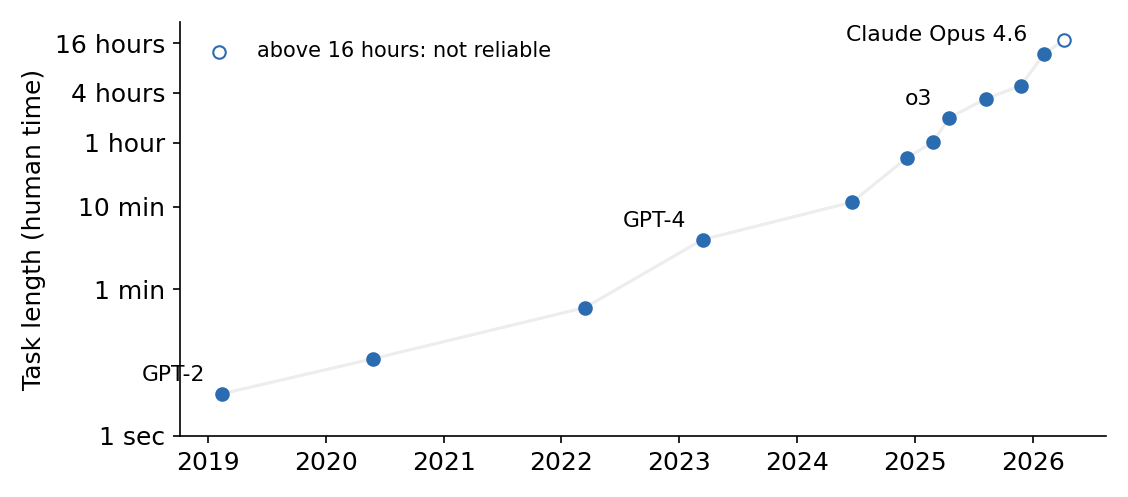 16 hours
4 hours
1 hour
10 min
1 min
1 sec
Task length (human time)
above 16 hours: not reliable
Claude Opus 4.6
o3
GPT-4
GPT-2
2019 2020 2021 2022 2023 2024 2025 2026